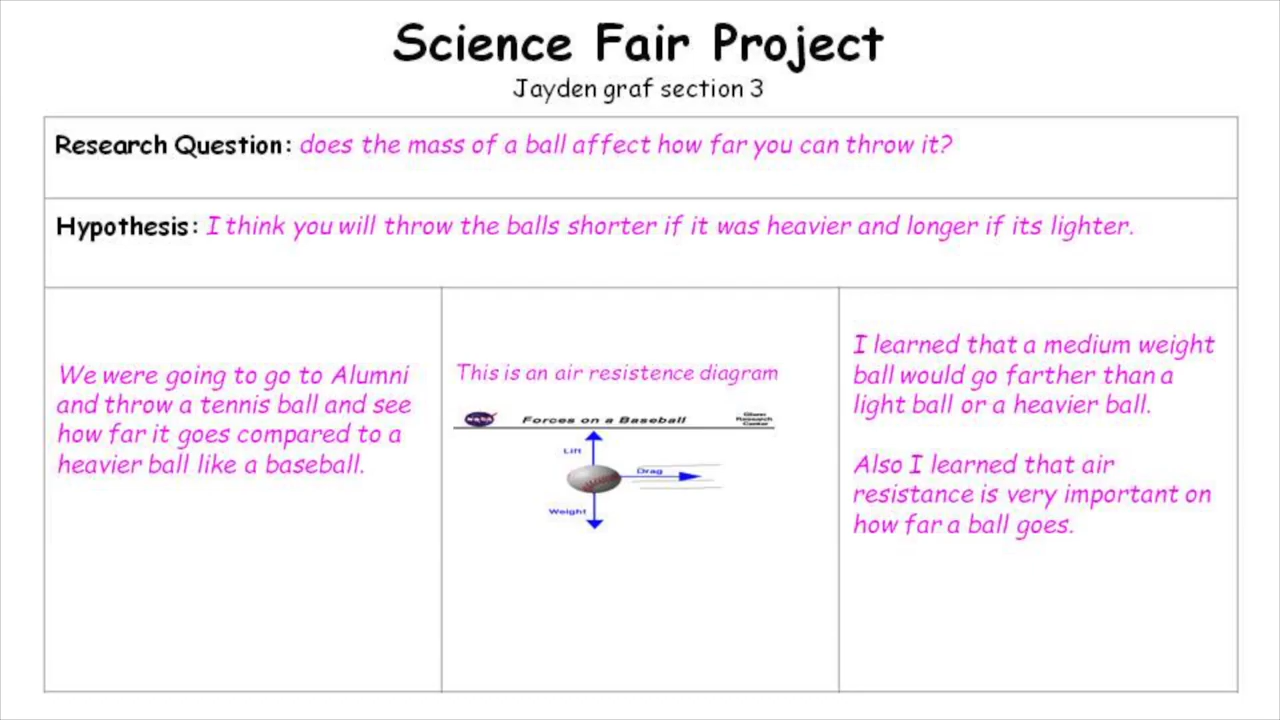 Science Fair Project
Jayden graf section 3
Research Question: does the mass of a ball affect how far you can throw it?
Hypothesis: I think you will throw the balls shorter if it was heavier and longer if its lighter.
We were going to go to Alumni
and throw a tennis ball and see
how far it goes compared to a
heavier ball like a baseball.
This is an air resistence diagram
NASA
Forces on a Baseball
Glenn
Research
Center
Lift
Drag
Weight
I learned that a medium weight
ball would go farther than a
light ball or a heavier ball.
Also I learned that air
resistance is very important on
how far a ball goes.